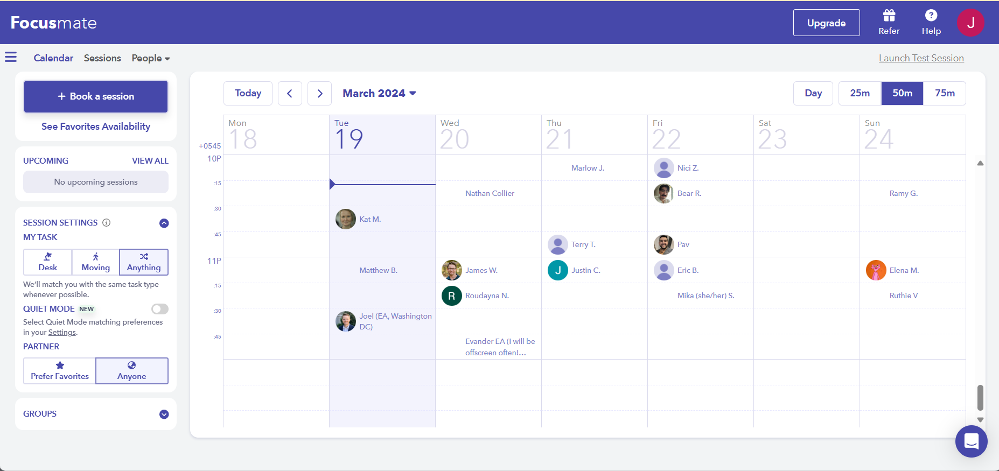 Focusmate
Upgrade
Refer
? Help
J
Calendar Sessions People
Launch Test Session
+ Book a session
See Favorites Availability
UPCOMING VIEW ALL
No upcoming sessions
SESSION SETTINGS
MY TASK
Desk Moving Anything
We'll match you with the same task type
whenever possible.
QUIET MODE NEW
Select Quiet Mode matching preferences
in your Settings.
PARTNER
Prefer Favorites Anyone
GROUPS
Today March 2024 Day 25m 50m 75m
Mon Tue Wed Thu Fri Sat Sun
18 19 20 21 22 23 24
+0545
10P Marlow J. Nici Z.
:15 Nathan Collier Bear R. Ramy G.
:30 Kat M.
:45 Terry T. Pav
11P Matthew B. James W. J Justin C. Eric B. Elena M.
:15 R Roudayna N. Mika (she/her) S. Ruthie V
:30 Joel (EA, Washington
DC)
:45 Evander EA (I will be
offscreen often!...